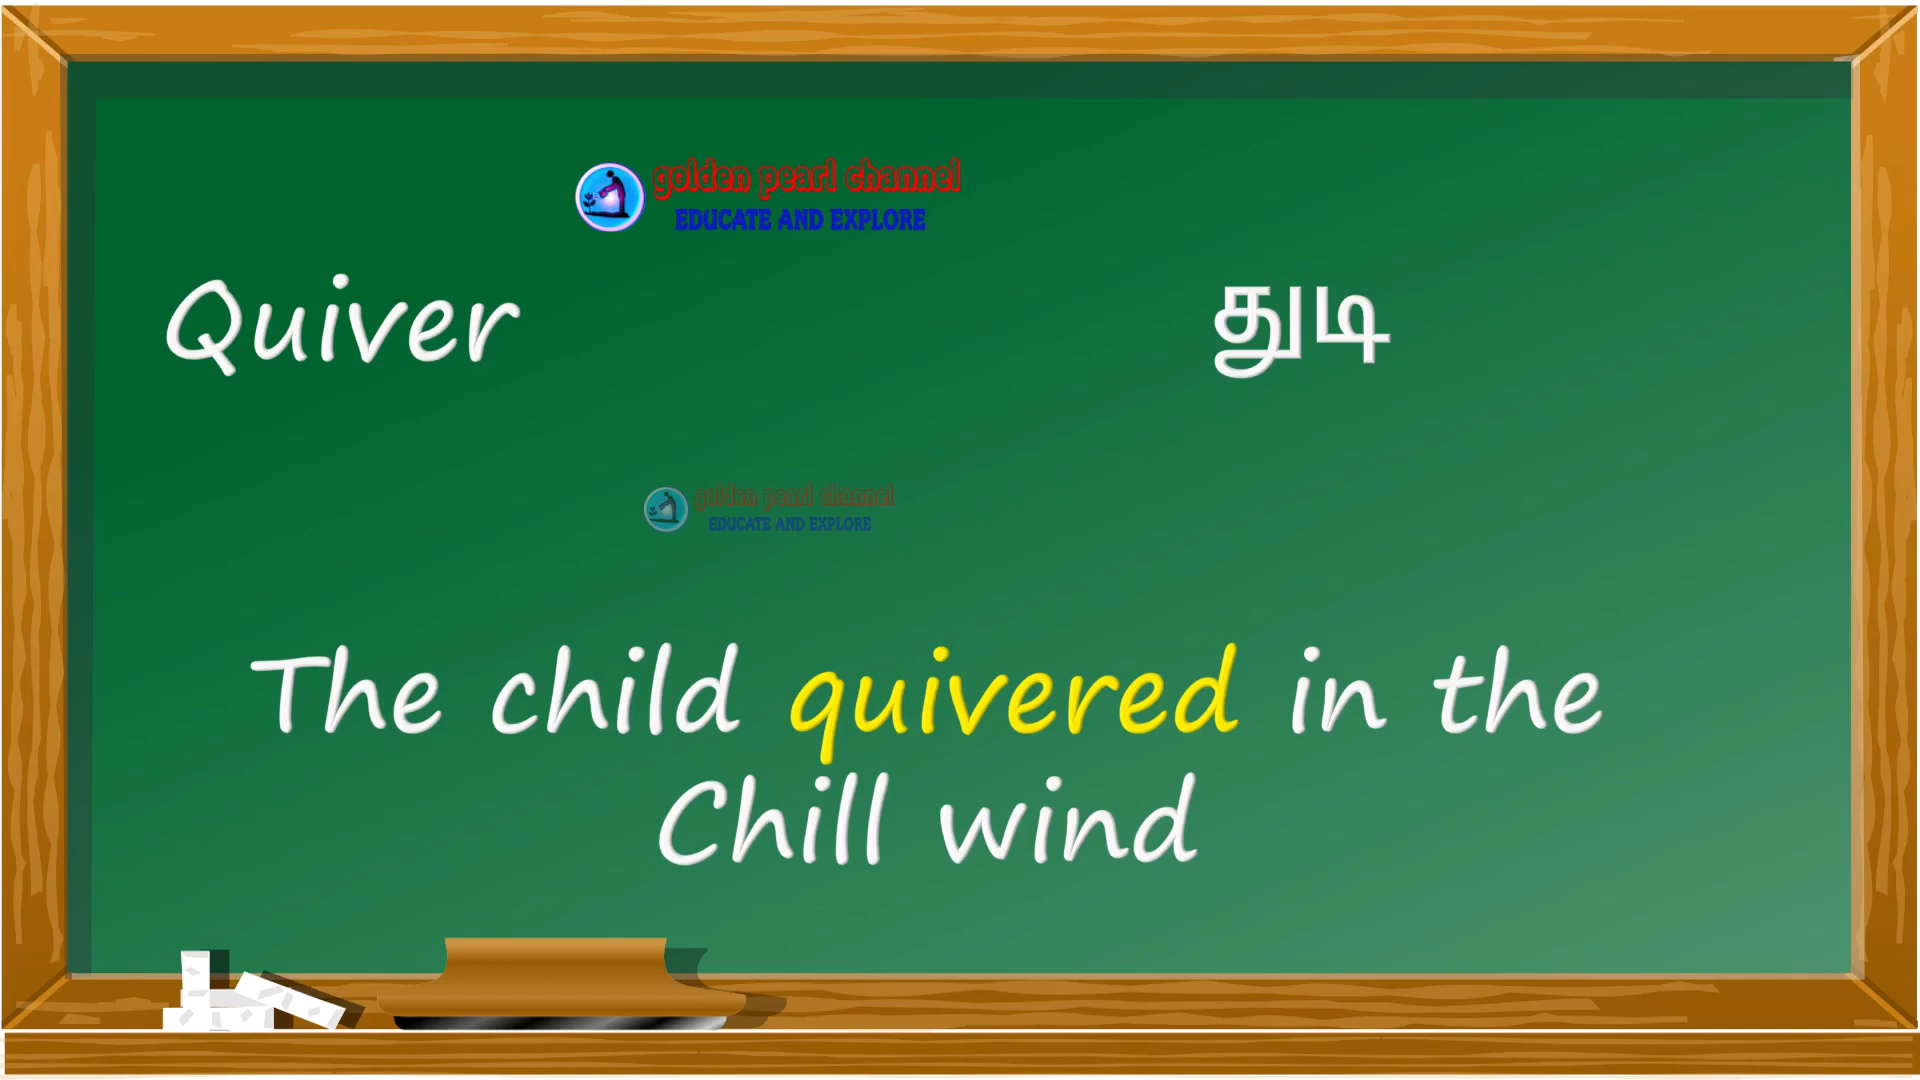 golden pearl channel
EDUCATE AND EXPLORE
Quiver துடி
golden pearl channel
EDUCATE AND EXPLORE
The child quivered in the
Chill wind